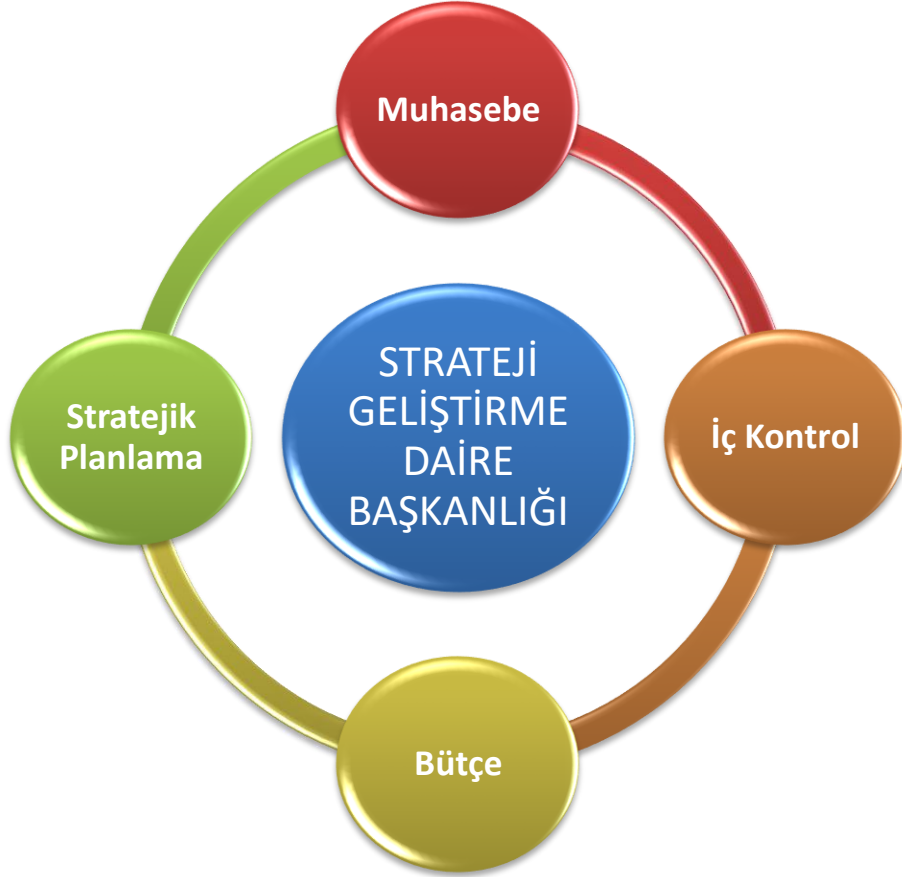 Muhasebe
STRATEJİ
GELİŞTİRME
DAİRE
BAŞKANLIĞI
Stratejik
Planlama
İç Kontrol
Bütçe